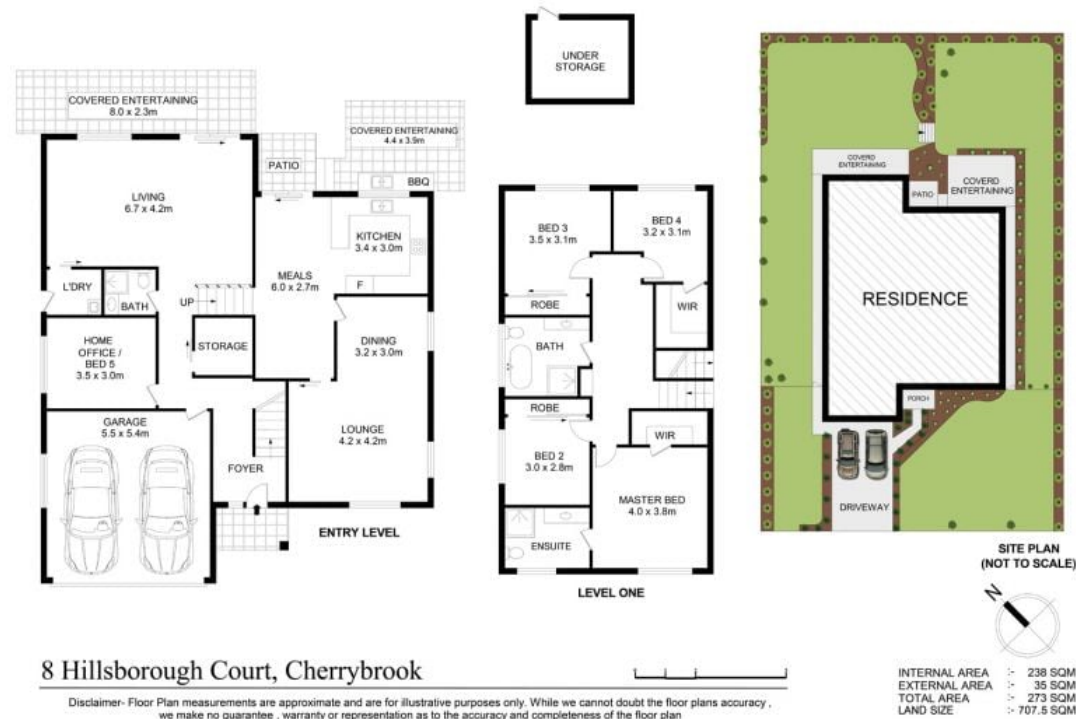 UNDER
STORAGE
COVERED ENTERTAINING
8.0 x 2.3m
COVERED ENTERTAINING
4.4 x 3.9m
PATIO
BBQ
LIVING
6.7 x 4.2m
KITCHEN
3.4 x 3.0m
MEALS
6.0 x 2.7m
F
L'DRY
BATH
UP
STORAGE
DINING
3.2 x 3.0m
HOME
OFFICE /
BED 5
3.5 x 3.0m
GARAGE
5.5 x 5.4m
LOUNGE
4.2 x 4.2m
FOYER
ENTRY LEVEL
BED 3
3.5 x 3.1m
BED 4
3.2 x 3.1m
ROBE
WIR
BATH
ROBE
WIR
BED 2
3.0 x 2.8m
MASTER BED
4.0 x 3.8m
ENSUITE
LEVEL ONE
COVERD
ENTERTAINING
PATIO
COVERD
ENTERTAINING
RESIDENCE
PORCH
DRIVEWAY
SITE PLAN
(NOT TO SCALE)
N
8 Hillsborough Court, Cherrybrook
Disclaimer- Floor Plan measurements are approximate and are for illustrative purposes only. While we cannot doubt the floor plans accuracy ,
we make no guarantee , warranty or representation as to the accuracy and completeness of the floor plan
INTERNAL AREA :- 238 SQM
EXTERNAL AREA :- 35 SQM
TOTAL AREA :- 273 SQM
LAND SIZE :- 707.5 SQM